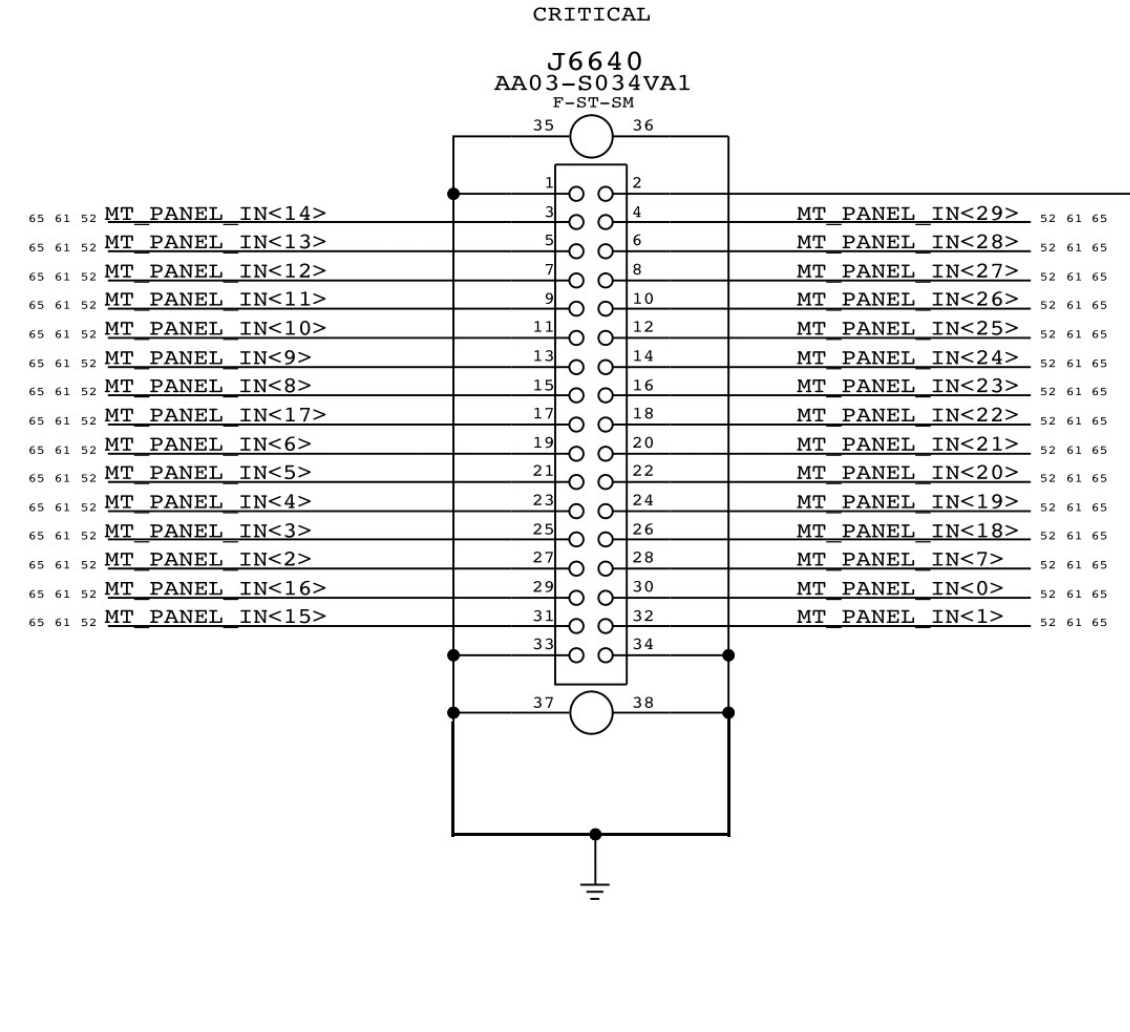 CRITICAL
J6640
AA03-S034VA1
F-ST-SM
35 36
1 2
65 61 52 MT_PANEL_IN<14> 3 4 MT_PANEL_IN<29> 52 61 65
65 61 52 MT_PANEL_IN<13> 5 6 MT_PANEL_IN<28> 52 61 65
65 61 52 MT_PANEL_IN<12> 7 8 MT_PANEL_IN<27> 52 61 65
65 61 52 MT_PANEL_IN<11> 9 10 MT_PANEL_IN<26> 52 61 65
65 61 52 MT_PANEL_IN<10> 11 12 MT_PANEL_IN<25> 52 61 65
65 61 52 MT_PANEL_IN<9> 13 14 MT_PANEL_IN<24> 52 61 65
65 61 52 MT_PANEL_IN<8> 15 16 MT_PANEL_IN<23> 52 61 65
65 61 52 MT_PANEL_IN<17> 17 18 MT_PANEL_IN<22> 52 61 65
65 61 52 MT_PANEL_IN<6> 19 20 MT_PANEL_IN<21> 52 61 65
65 61 52 MT_PANEL_IN<5> 21 22 MT_PANEL_IN<20> 52 61 65
65 61 52 MT_PANEL_IN<4> 23 24 MT_PANEL_IN<19> 52 61 65
65 61 52 MT_PANEL_IN<3> 25 26 MT_PANEL_IN<18> 52 61 65
65 61 52 MT_PANEL_IN<2> 27 28 MT_PANEL_IN<7> 52 61 65
65 61 52 MT_PANEL_IN<16> 29 30 MT_PANEL_IN<0> 52 61 65
65 61 52 MT_PANEL_IN<15> 31 32 MT_PANEL_IN<1> 52 61 65
33 34
37 38